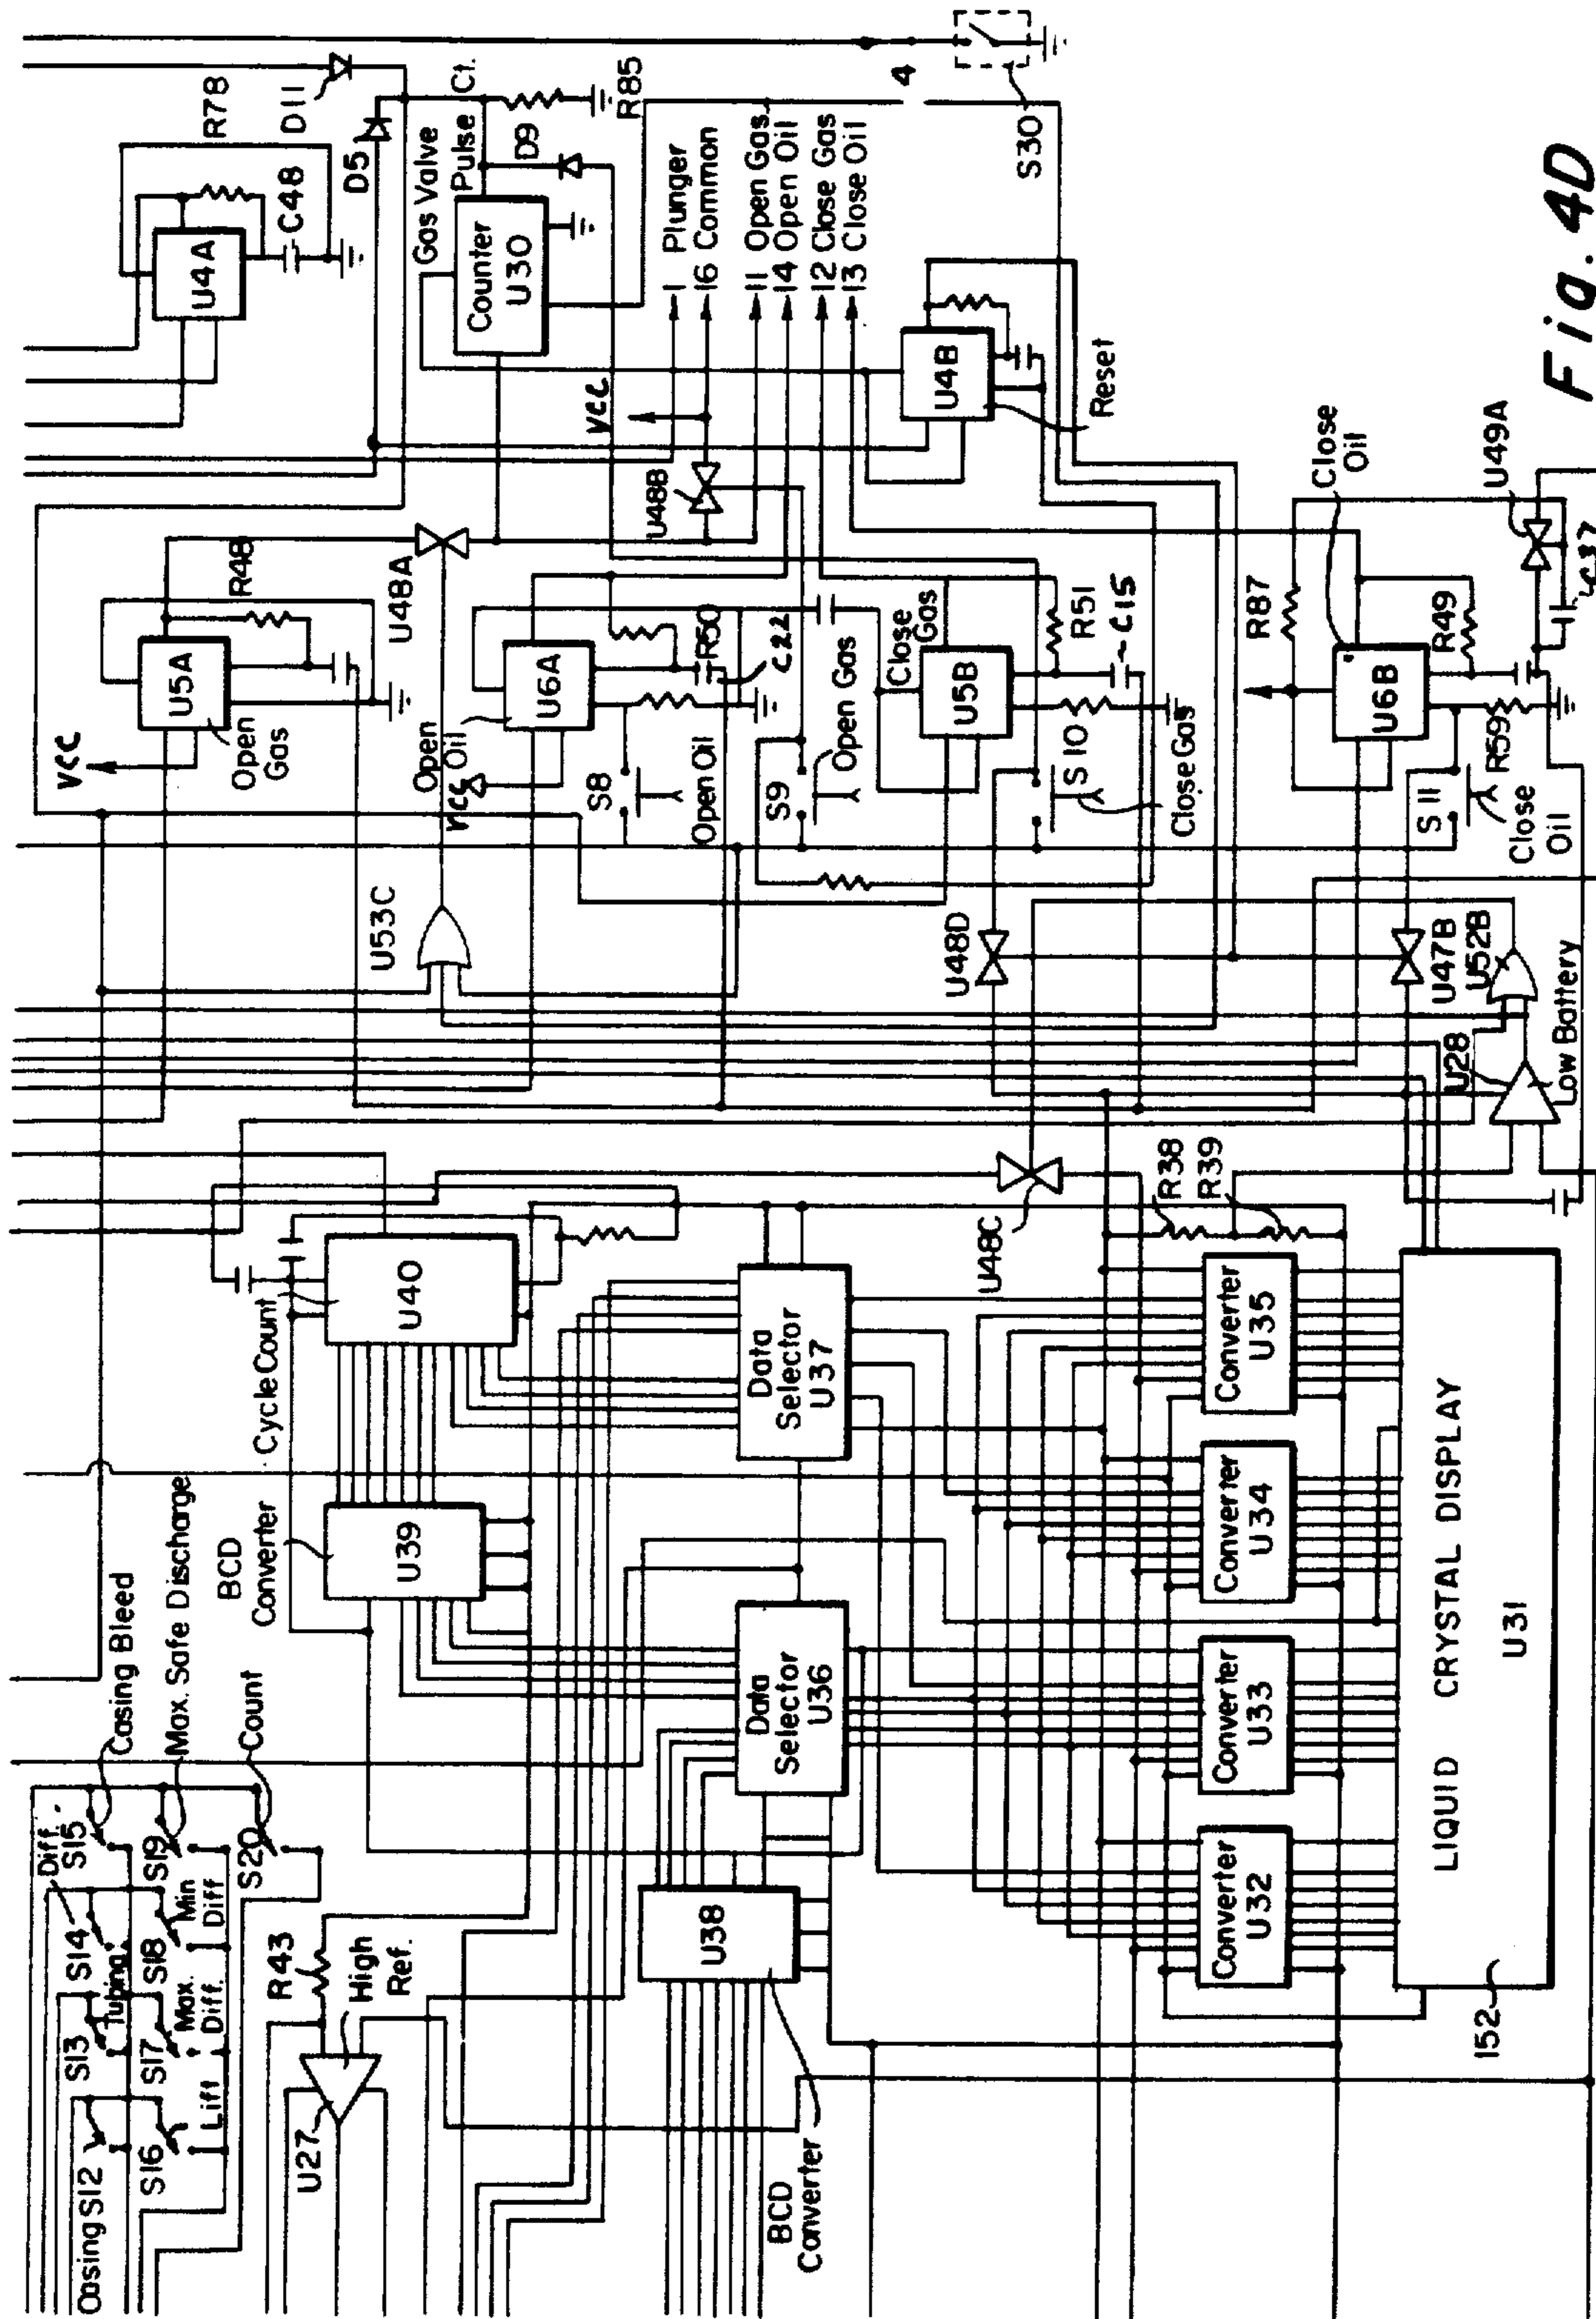 Casing S12
S13
Tubing
S14
Diff.
S15
Casing Bleed
S16
Lift
S17
Max.
Diff.
S18
Min
Diff
S19
Max. Safe Discharge
S20
Count
R43
High
Ref.
U27
BCD
Converter
U39
Cycle Count
U40
U38
BCD
Converter
Data
Selector
U36
Data
Selector
U37
Converter
U32
Converter
U33
Converter
U34
Converter
U35
LIQUID CRYSTAL DISPLAY
U31
152
R38
R39
U48C
U28
Low Battery
U52B
U47B
U48D
U53C
VCC
U5A
Open
Gas
R48
U48A
Open
Oil
VCC
U6A
R50
C22
S8
Open Oil
S9
Open Gas
Close
Gas
U5B
R51
C15
S10
Close Gas
S11
Close
Oil
R59
R87
U6B
R49
Close
Oil
U49A
C37
U4A
R78
C48
D11
D5
Gas Valve
Pulse Ct.
Counter
U30
D9
R85
VCC
U48B
1 Plunger
16 Common
11 Open Gas
14 Open Oil
12 Close Gas
13 Close Oil
U4B
Reset
4
S30
Fig. 4D